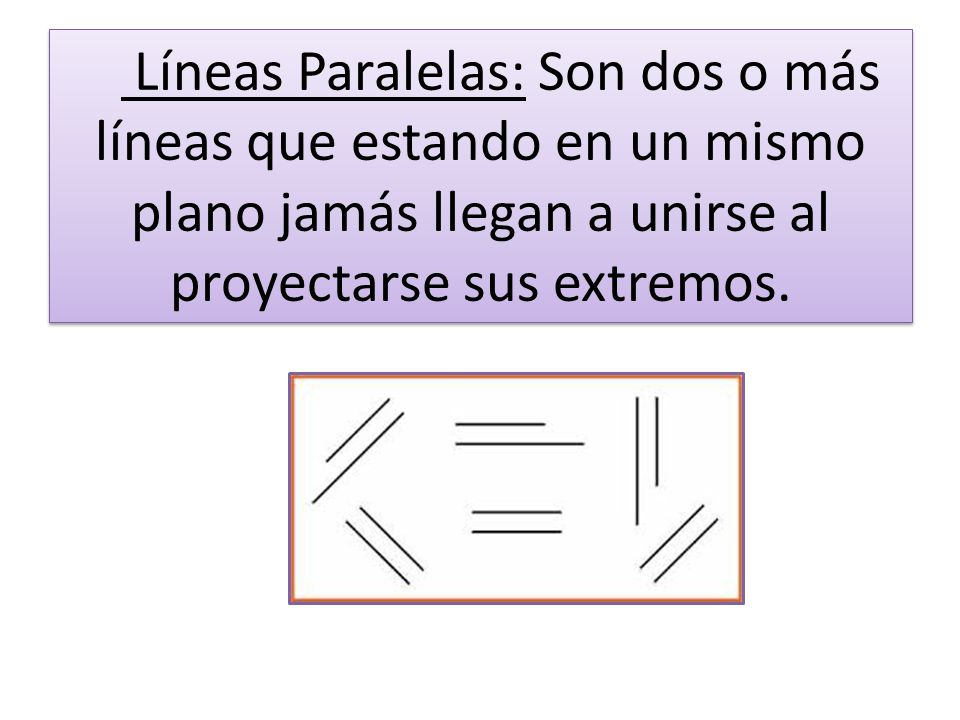 Líneas Paralelas: Son dos o más
líneas que estando en un mismo
plano jamás llegan a unirse al
proyectarse sus extremos.